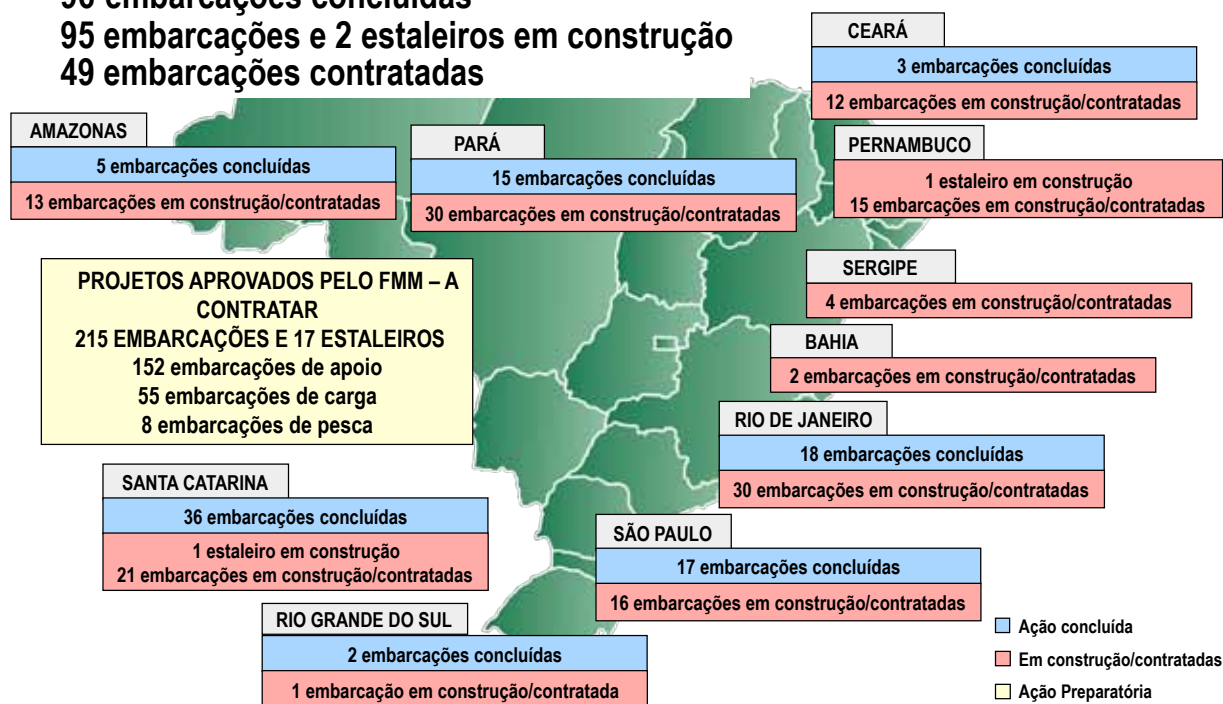 embarcações concluídas
95 embarcações e 2 estaleiros em construção
49 embarcações contratadas
CEARÁ
3 embarcações concluídas
12 embarcações em construção/contratadas
AMAZONAS
5 embarcações concluídas
13 embarcações em construção/contratadas
PARÁ
15 embarcações concluídas
30 embarcações em construção/contratadas
PERNAMBUCO
1 estaleiro em construção
15 embarcações em construção/contratadas
PROJETOS APROVADOS PELO FMM – A
CONTRATAR
215 EMBARCAÇÕES E 17 ESTALEIROS
152 embarcações de apoio
55 embarcações de carga
8 embarcações de pesca
SERGIPE
4 embarcações em construção/contratadas
BAHIA
2 embarcações em construção/contratadas
RIO DE JANEIRO
18 embarcações concluídas
30 embarcações em construção/contratadas
SANTA CATARINA
36 embarcações concluídas
1 estaleiro em construção
21 embarcações em construção/contratadas
SÃO PAULO
17 embarcações concluídas
16 embarcações em construção/contratadas
RIO GRANDE DO SUL
2 embarcações concluídas
1 embarcação em construção/contratada
Ação concluída
Em construção/contratadas
Ação Preparatória